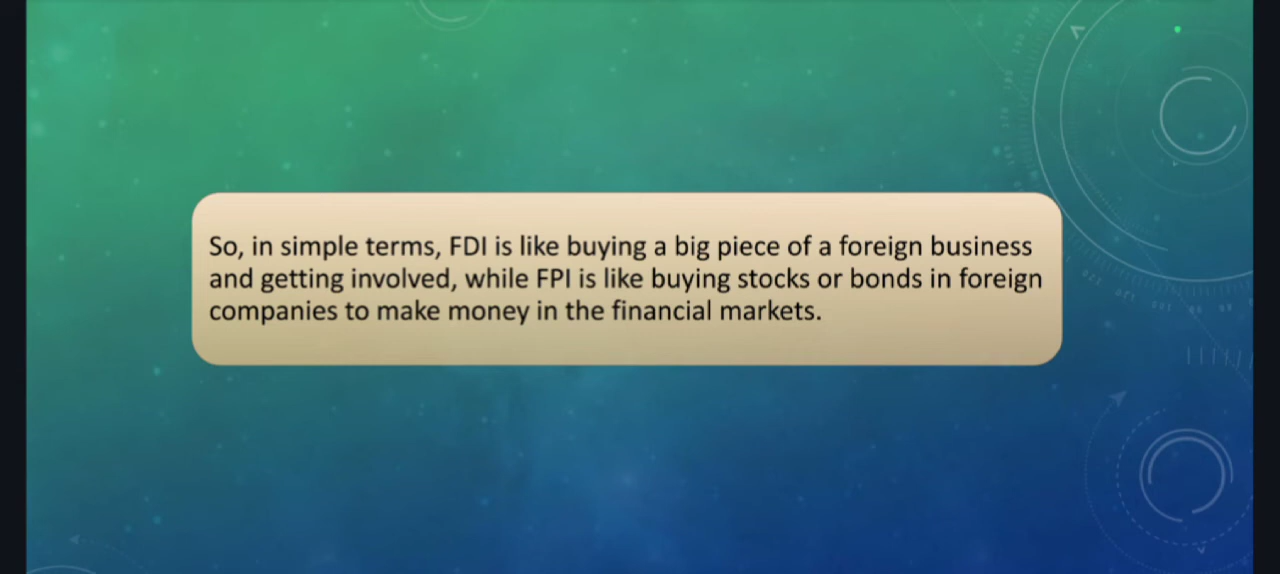 So, in simple terms, FDI is like buying a big piece of a foreign business
and getting involved, while FPI is like buying stocks or bonds in foreign
companies to make money in the financial markets.